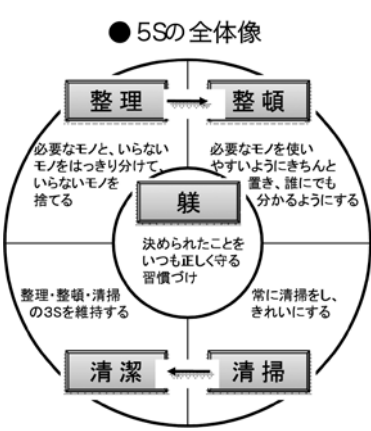 ● 5Sの全体像
整理
整頓
必要なモノと、いらない
モノをはっきり分けて、
いらないモノを
捨てる
必要なモノを使い
やすいようにきちんと
置き、誰にでも
分かるようにする
躾
決められたことを
いつも正しく守る
習慣づけ
整理・整頓・清掃
の3Sを維持する
常に清掃をし、
きれいにする
清潔
清掃